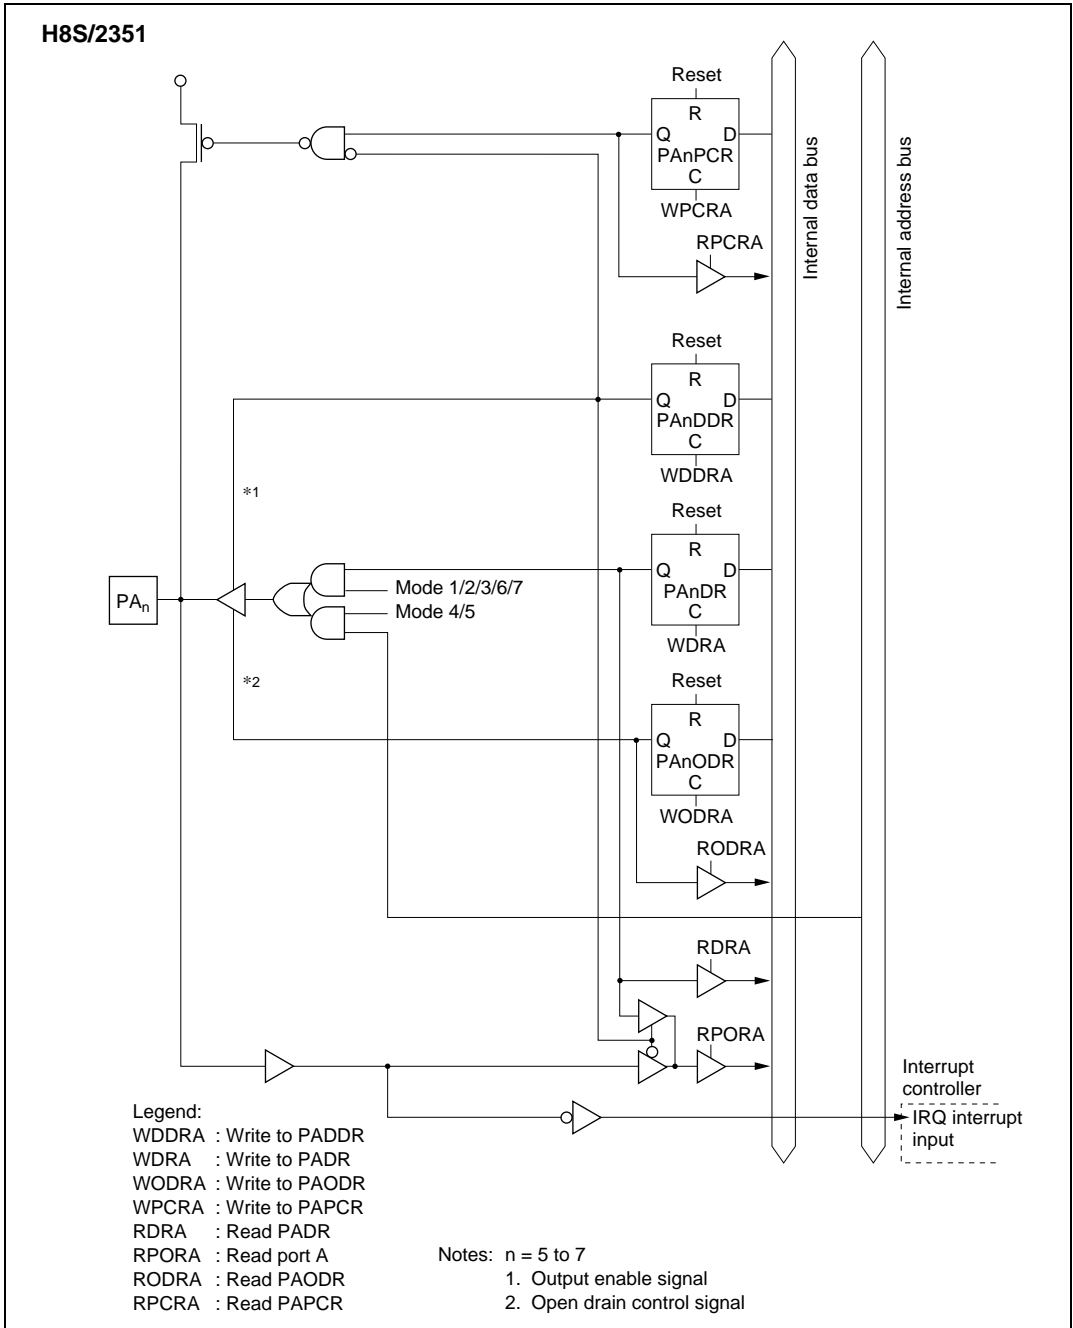 H8S/2351
Reset
R
Q D
PAnPCR
C
WPCRA
RPCRA
Internal data bus
Internal address bus
Reset
R
Q D
PAnDDR
C
WDDRA
*1
Reset
R
Q D
PAnDR
C
WDRA
Mode 1/2/3/6/7
Mode 4/5
PAn
*2
Reset
R
Q D
PAnODR
C
WODRA
RODRA
RDRA
RPORA
Interrupt
controller
IRQ interrupt
input
Legend:
WDDRA : Write to PADDR
WDRA : Write to PADR
WODRA : Write to PAODR
WPCRA : Write to PAPCR
RDRA : Read PADR
RPORA : Read port A
RODRA : Read PAODR
RPCRA : Read PAPCR
Notes: n = 5 to 7
1. Output enable signal
2. Open drain control signal